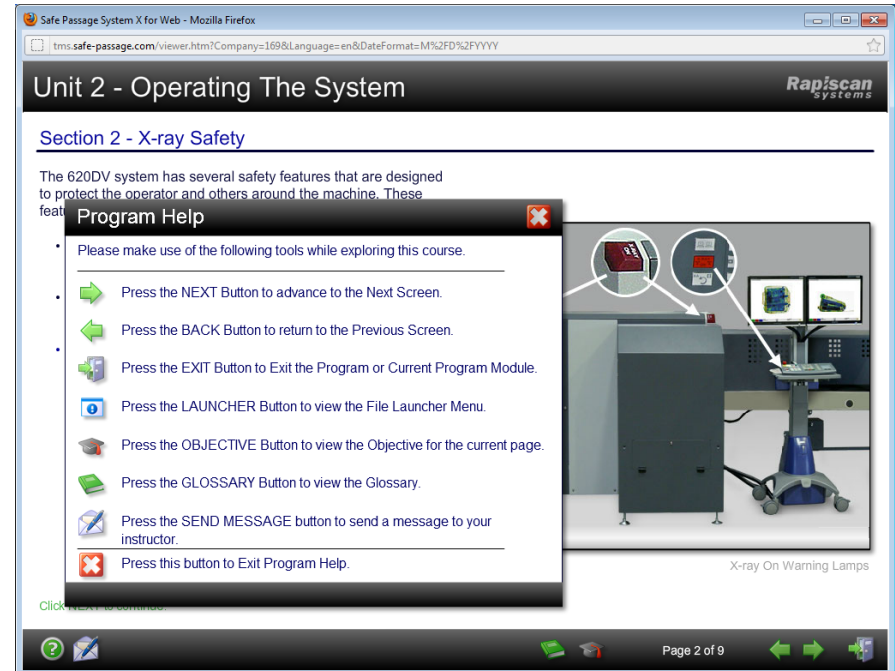 Safe Passage System X for Web - Mozilla Firefox
tms.safe-passage.com/viewer.htm?Company=169&Language=en&DateFormat=M%2FD%2FYYYY
Unit 2 - Operating The System
Rapiscan
systems
Section 2 - X-ray Safety
The 620DV system has several safety features that are designed
to protect the operator and others around the machine. These
Program Help
Please make use of the following tools while exploring this course.
Press the NEXT Button to advance to the Next Screen.
Press the BACK Button to return to the Previous Screen.
Press the EXIT Button to Exit the Program or Current Program Module.
Press the LAUNCHER Button to view the File Launcher Menu.
Press the OBJECTIVE Button to view the Objective for the current page.
Press the GLOSSARY Button to view the Glossary.
Press the SEND MESSAGE button to send a message to your
instructor.
Press this button to Exit Program Help.
X-RAY
ON
X-ray On Warning Lamps
Click NEXT to continue.
Page 2 of 9